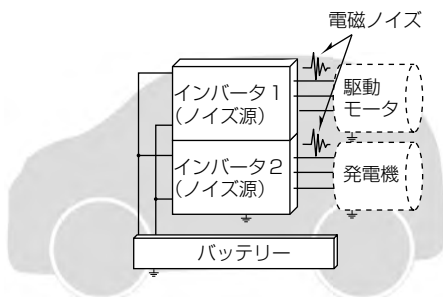 電磁ノイズ
インバータ1
(ノイズ源)
駆動
モータ
インバータ2
(ノイズ源)
発電機
バッテリー